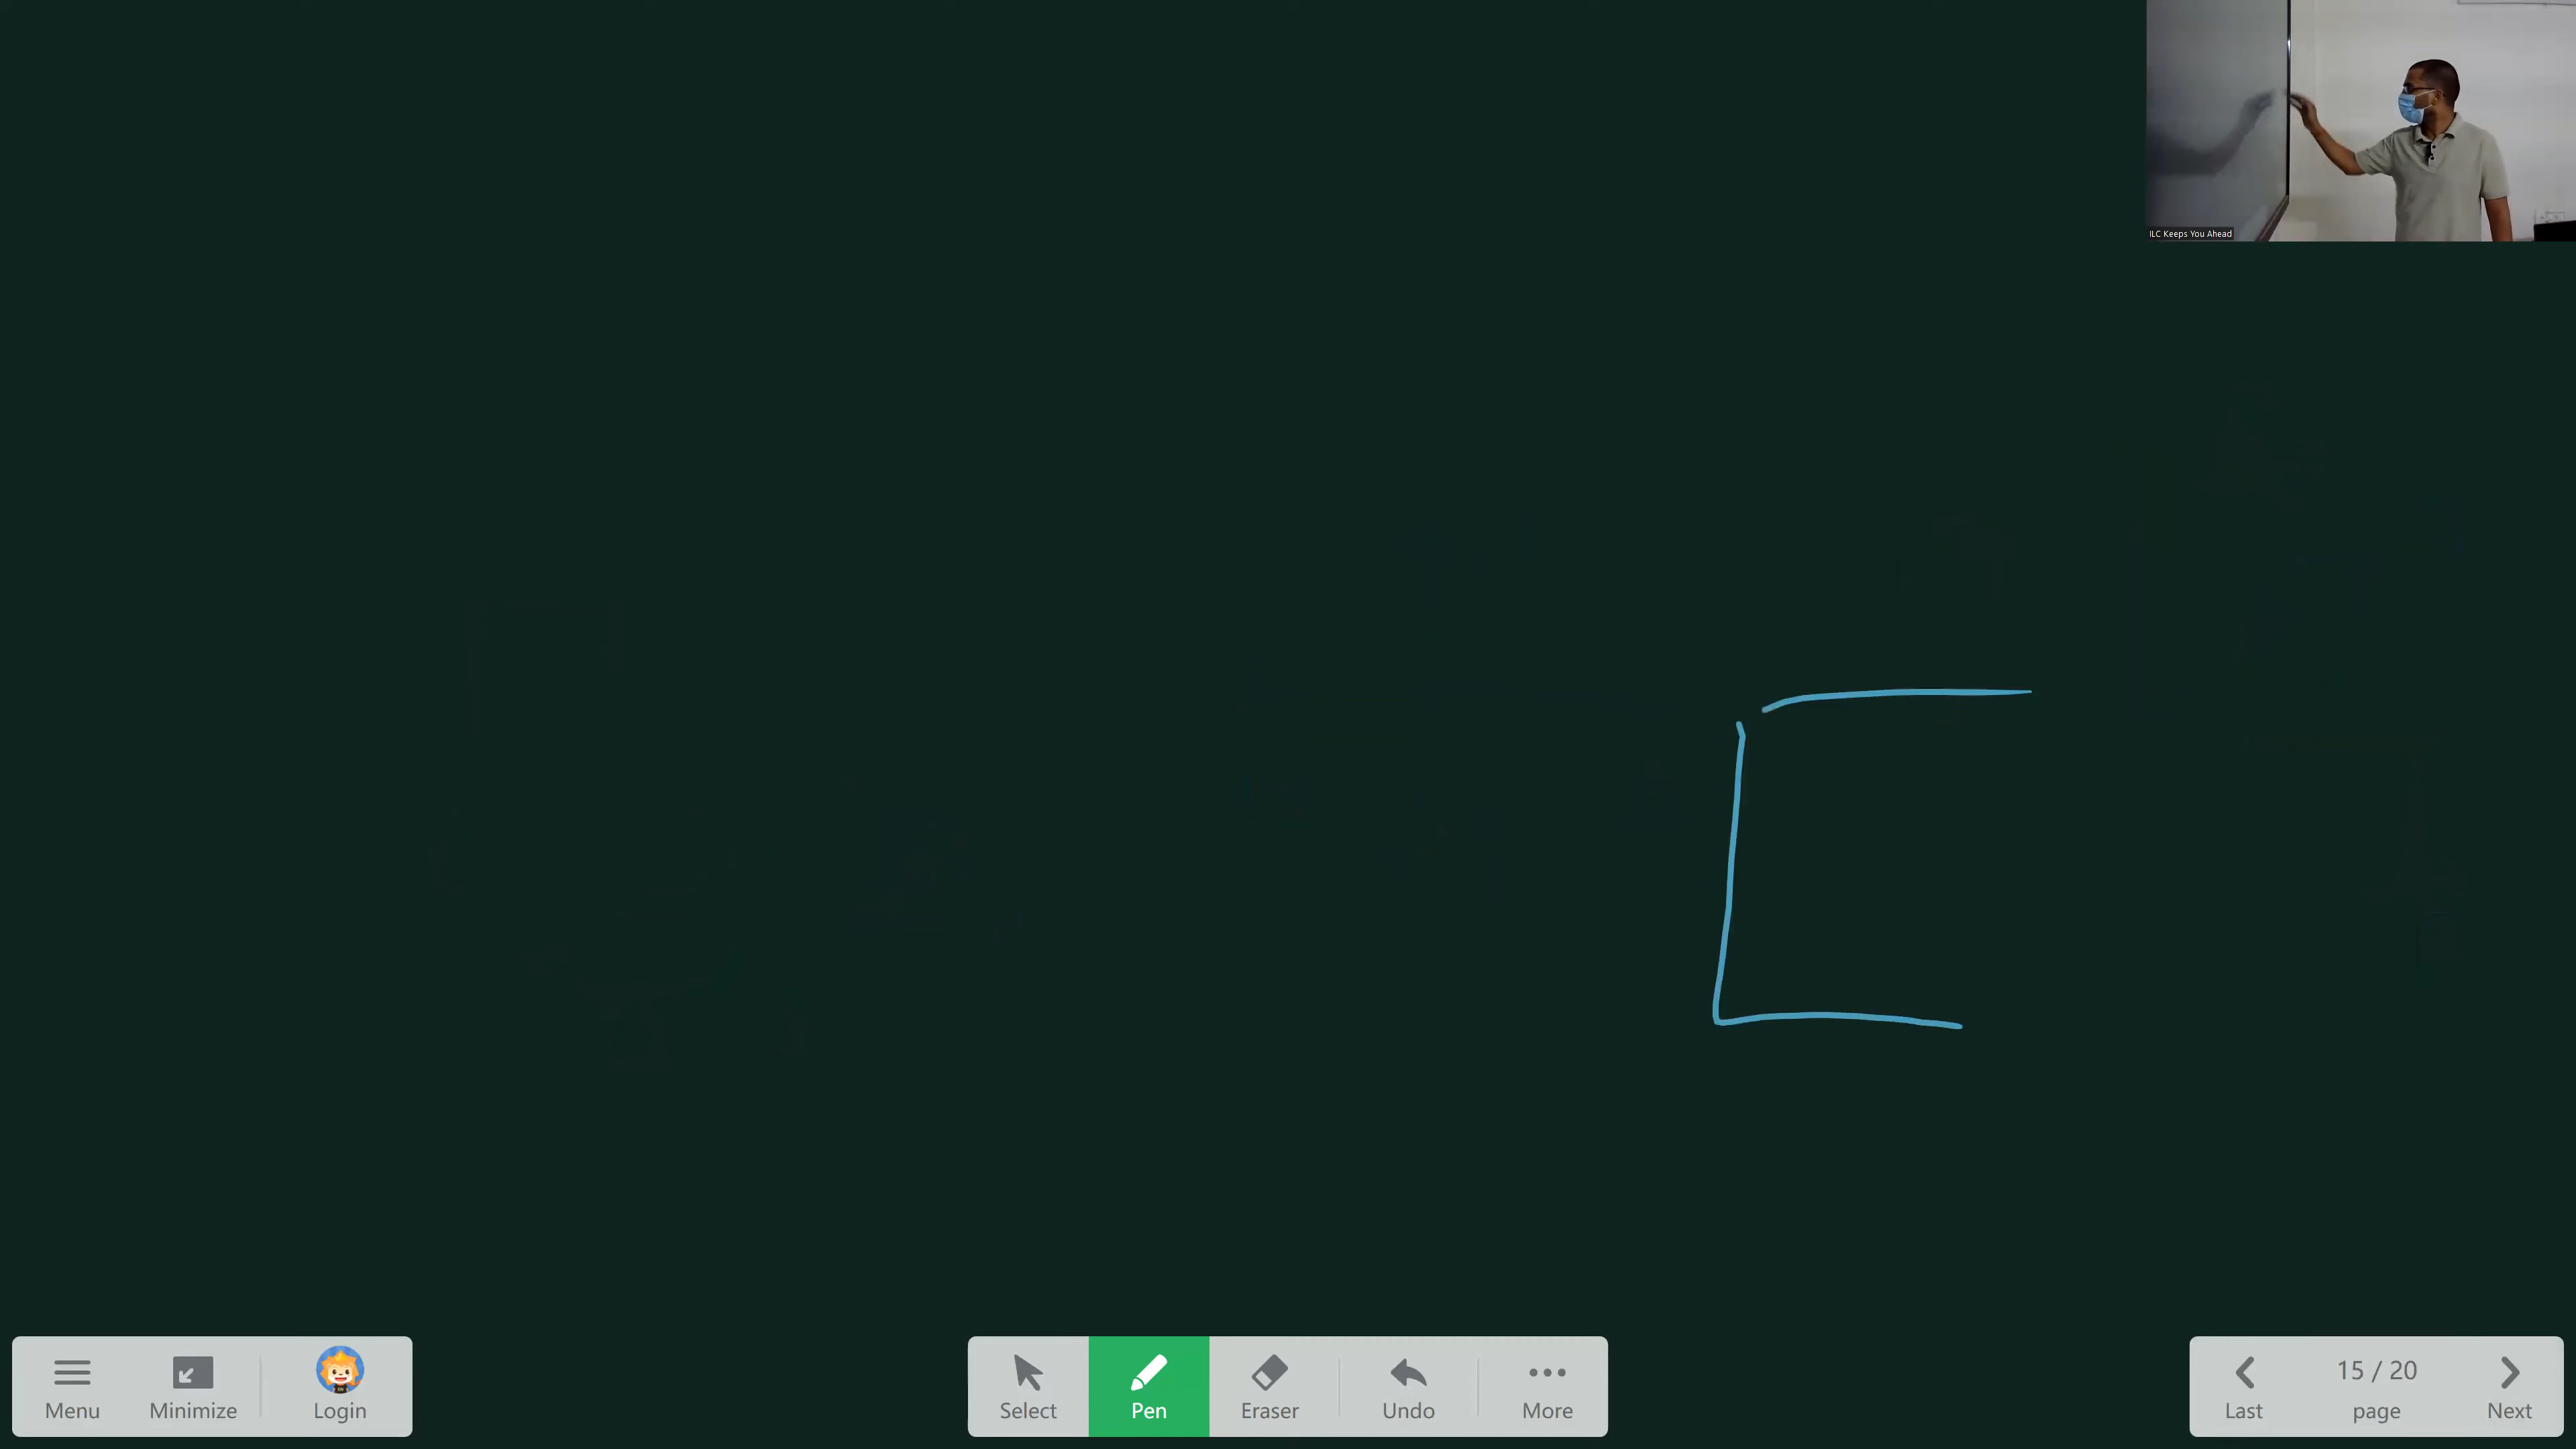 ILC Keeps You Ahead
Menu
Minimize
Login
Select
Pen
Eraser
Undo
More
Last
15 / 20
page
Next